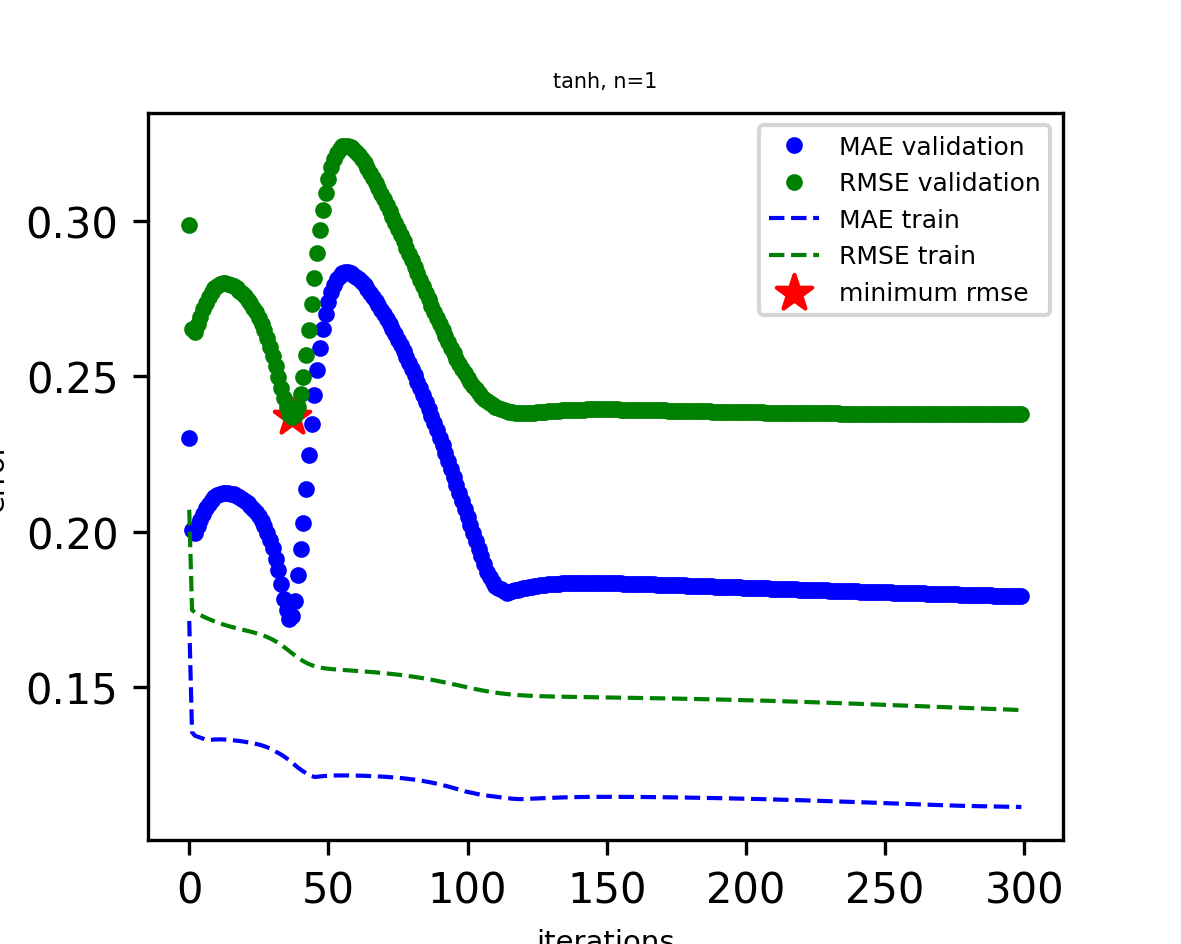 tanh, n=1
MAE validation
RMSE validation
MAE train
RMSE train
minimum rmse
0.30
0.25
0.20
0.15
0 50 100 150 200 250 300
iterations